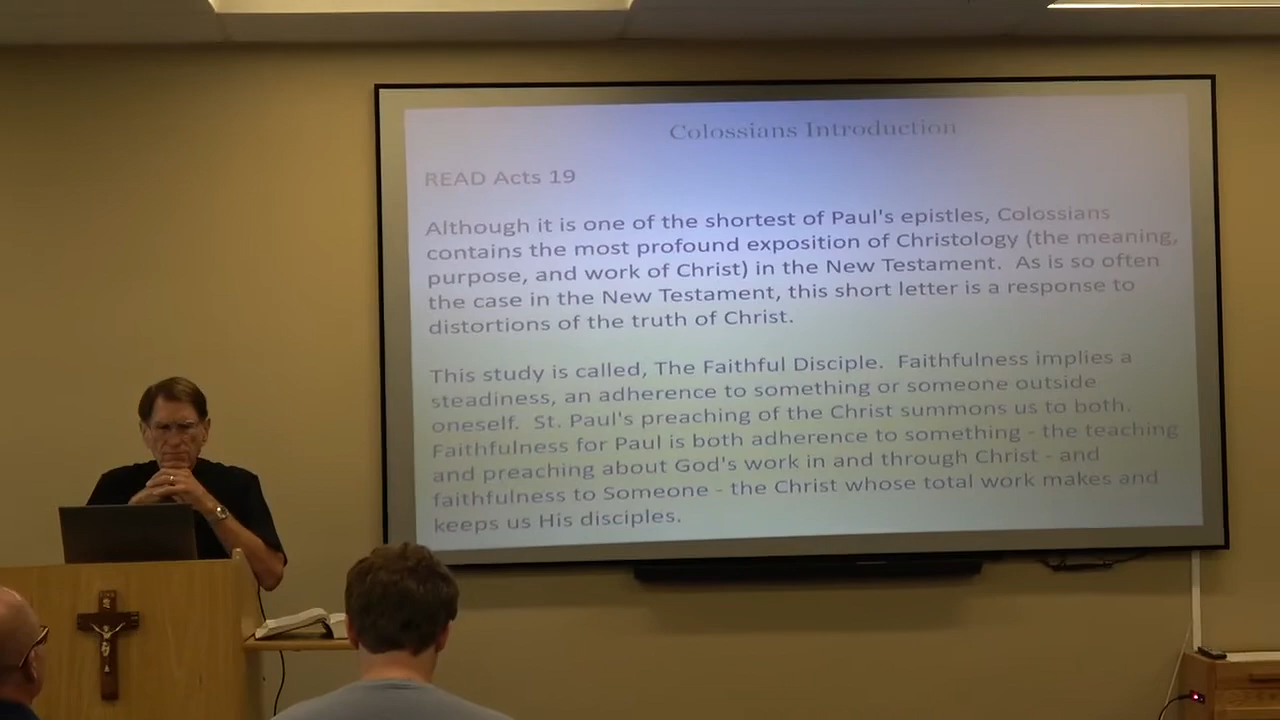 Colossians Introduction
READ Acts 19
Although it is one of the shortest of Paul's epistles, Colossians
contains the most profound exposition of Christology (the meaning,
purpose, and work of Christ) in the New Testament.  As is so often
the case in the New Testament, this short letter is a response to
distortions of the truth of Christ.
This study is called, The Faithful Disciple.  Faithfulness implies a
steadiness, an adherence to something or someone outside
oneself.  St. Paul's preaching of the Christ summons us to both.
Faithfulness for Paul is both adherence to something - the teaching
and preaching about God's work in and through Christ - and
faithfulness to Someone - the Christ whose total work makes and
keeps us His disciples.